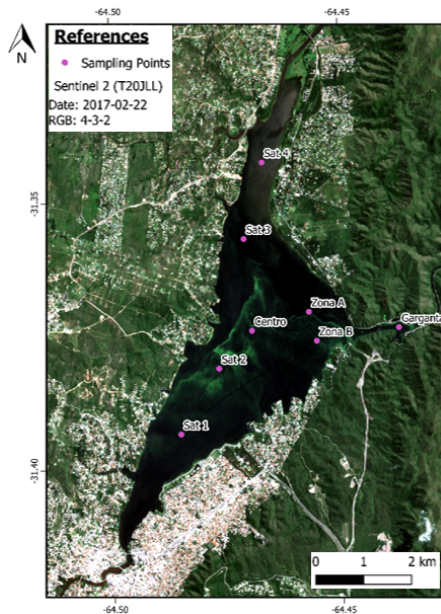 -64.50
-64.45
References
Sampling Points
Sentinel 2 {T20JLL}
Date: 2017-02-22
RGB: 4-3-2
N
Sat 4
-31.35
Sat 3
Zona A
Garganta
Centro
Zona B
Sat 2
Sat 1
-31.40
0 1 2 km
-64.50
-64.45